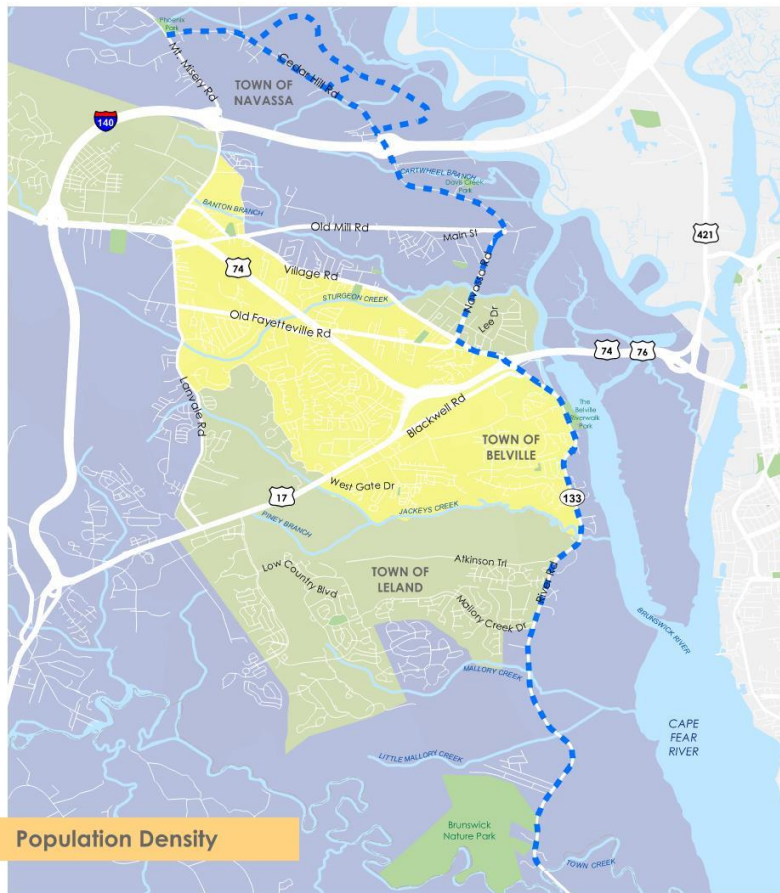 Phoenix
Park
Mt. Misery Rd
TOWN OF
NAVASSA
Cedar Hill Rd
140
CARTWHEEL BRANCH
Davis Creek
Park
BANTON BRANCH
Old Mill Rd
Main St
421
74
Village Rd
Navassa Rd
STURGEON CREEK
Old Fayetteville Rd
Lee Dr
74
76
Lanvale Rd
Blackwell Rd
The
Belville
Riverwalk
Park
TOWN OF
BELVILLE
West Gate Dr
17
133
JACKEYS CREEK
PINEY BRANCH
Atkinson Trl
Low Country Blvd
TOWN OF
LELAND
River Rd
Mallory Creek Dr
BRUNSWICK RIVER
MALLORY CREEK
CAPE
FEAR
RIVER
LITTLE MALLORY CREEK
Brunswick
Nature Park
Population Density
TOWN CREEK